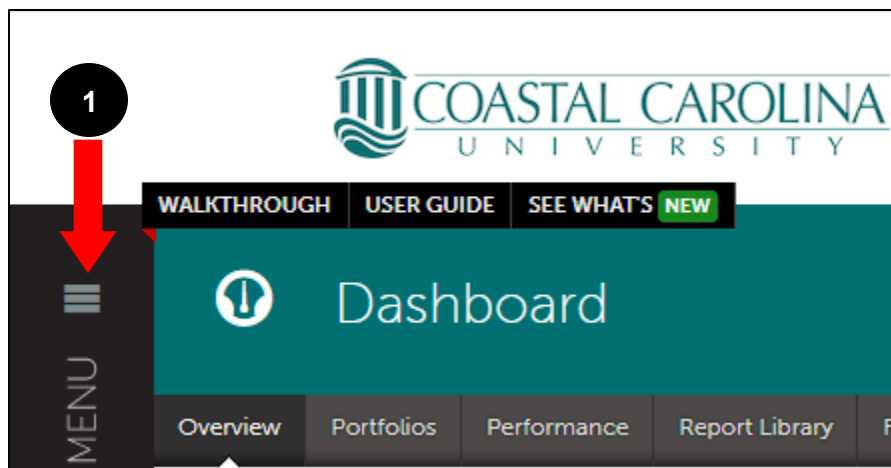 1
COASTAL CAROLINA
UNIVERSITY
WALKTHROUGH USER GUIDE SEE WHAT'S NEW
Dashboard
MENU
Overview Portfolios Performance Report Library